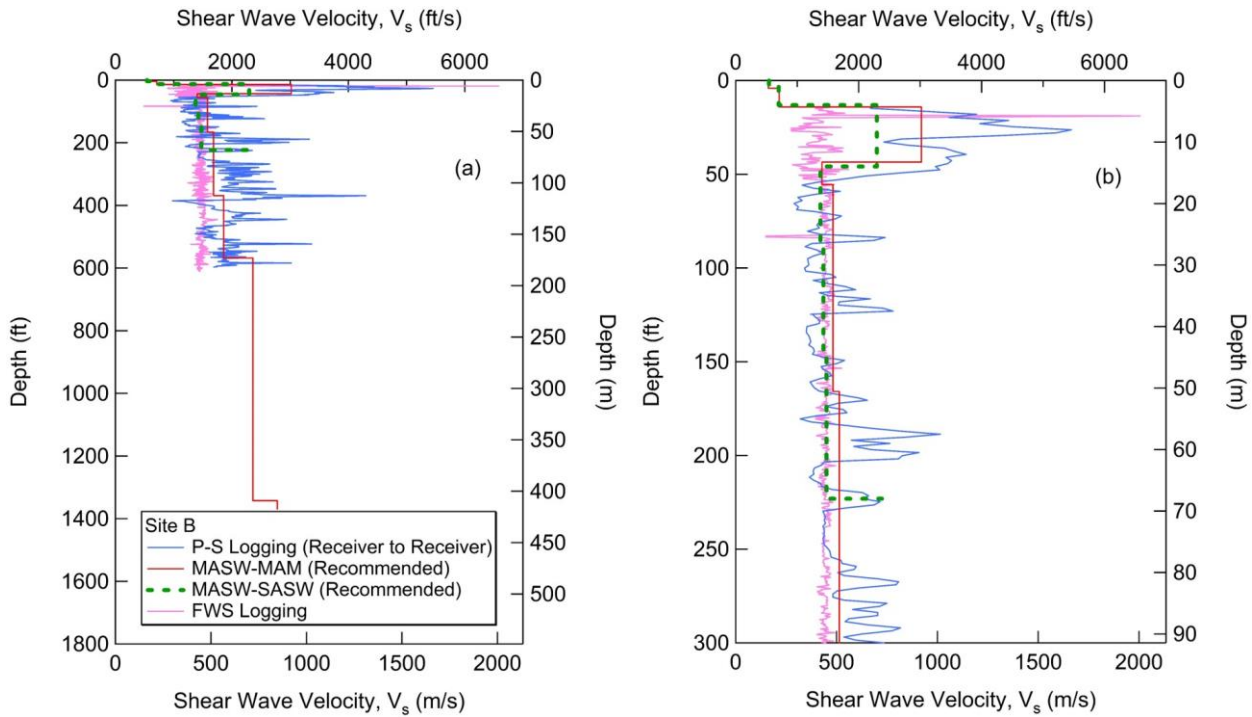 Shear Wave Velocity, Vs (ft/s)
0 2000 4000 6000
0
200
400
600
800
1000
1200
1400
1600
1800
Depth (ft)
0
50
100
150
200
250
300
350
400
450
500
Depth (m)
(a)
Site B
P-S Logging (Receiver to Receiver)
MASW-MAM (Recommended)
MASW-SASW (Recommended)
FWS Logging
0 500 1000 1500 2000
Shear Wave Velocity, Vs (m/s)
Shear Wave Velocity, Vs (ft/s)
0 2000 4000 6000
0
50
100
150
200
250
300
Depth (ft)
0
10
20
30
40
50
60
70
80
90
Depth (m)
(b)
0 500 1000 1500 2000
Shear Wave Velocity, Vs (m/s)